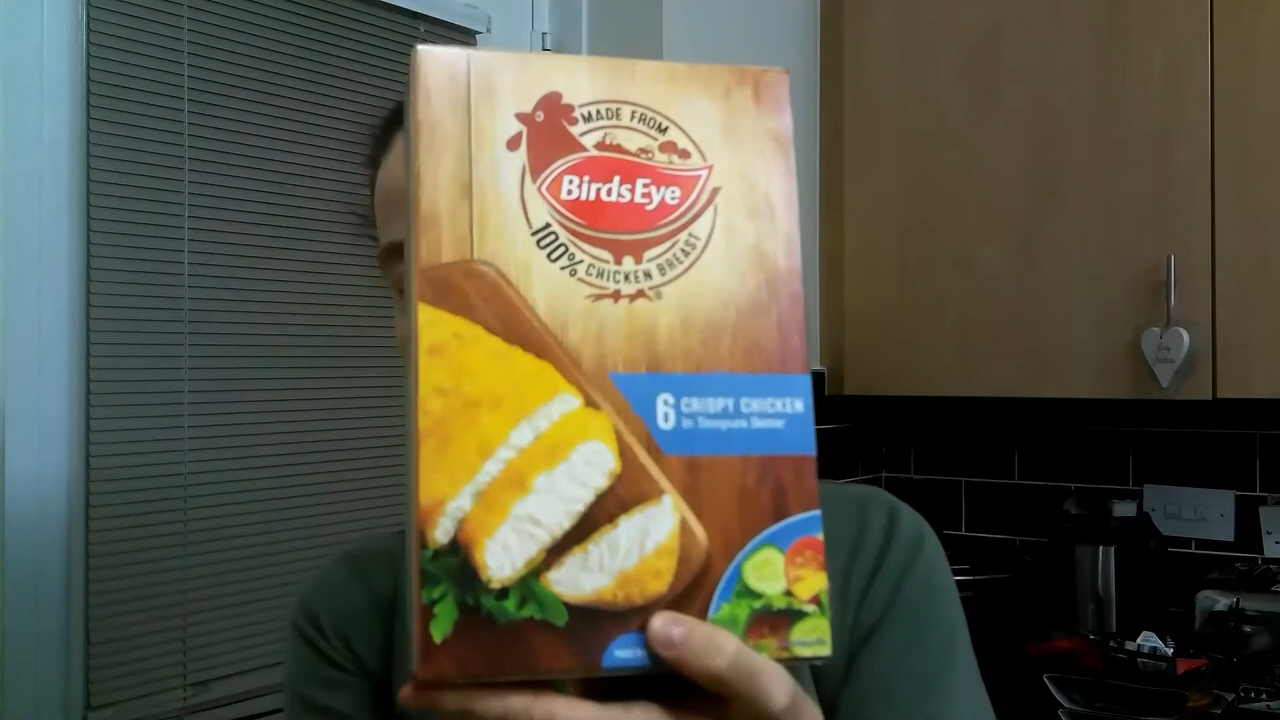 MADE FROM
BirdsEye
100% CHICKEN BREAST
6 CRISPY CHICKEN
In Tempura Batter